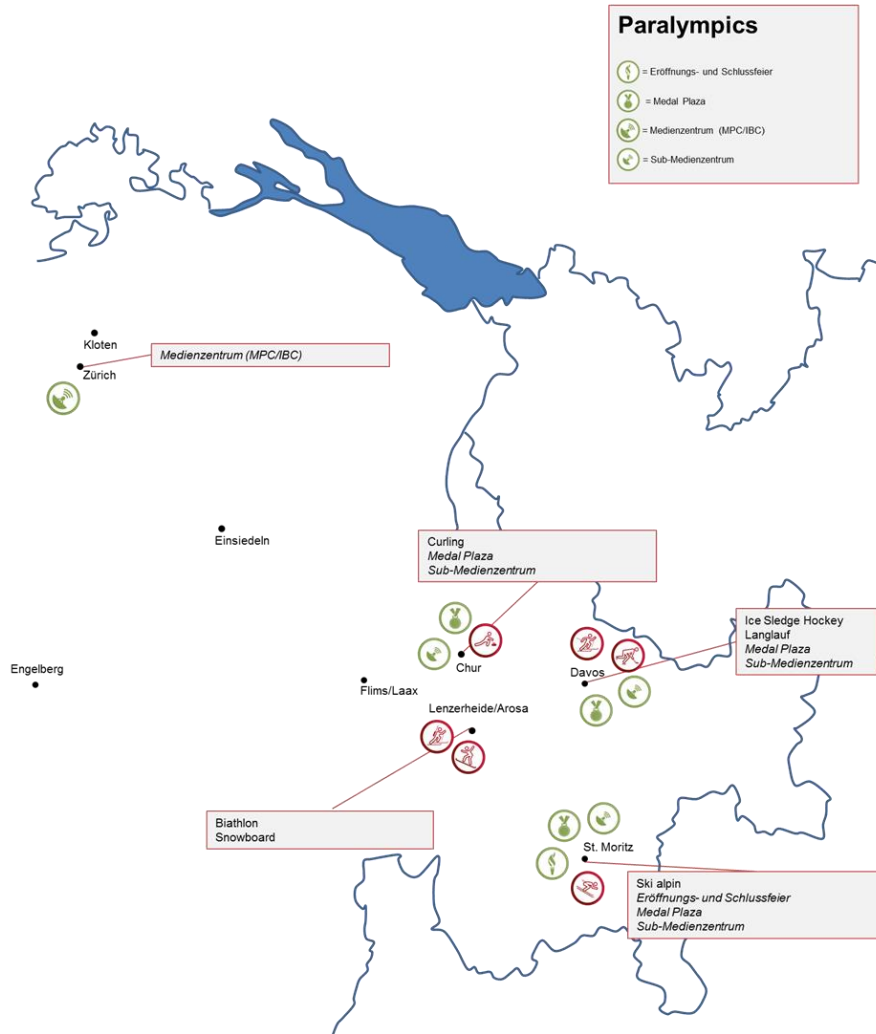 Paralympics
= Eröffnungs- und Schlussfeier
= Medal Plaza
= Medienzentrum (MPC/IBC)
= Sub-Medienzentrum
Kloten
Medienzentrum (MPC/IBC)
Zürich
Einsiedeln
Curling
Medal Plaza
Sub-Medienzentrum
Ice Sledge Hockey
Langlauf
Medal Plaza
Sub-Medienzentrum
Chur
Davos
Engelberg
Flims/Laax
Lenzerheide/Arosa
Biathlon
Snowboard
St. Moritz
Ski alpin
Eröffnungs- und Schlussfeier
Medal Plaza
Sub-Medienzentrum